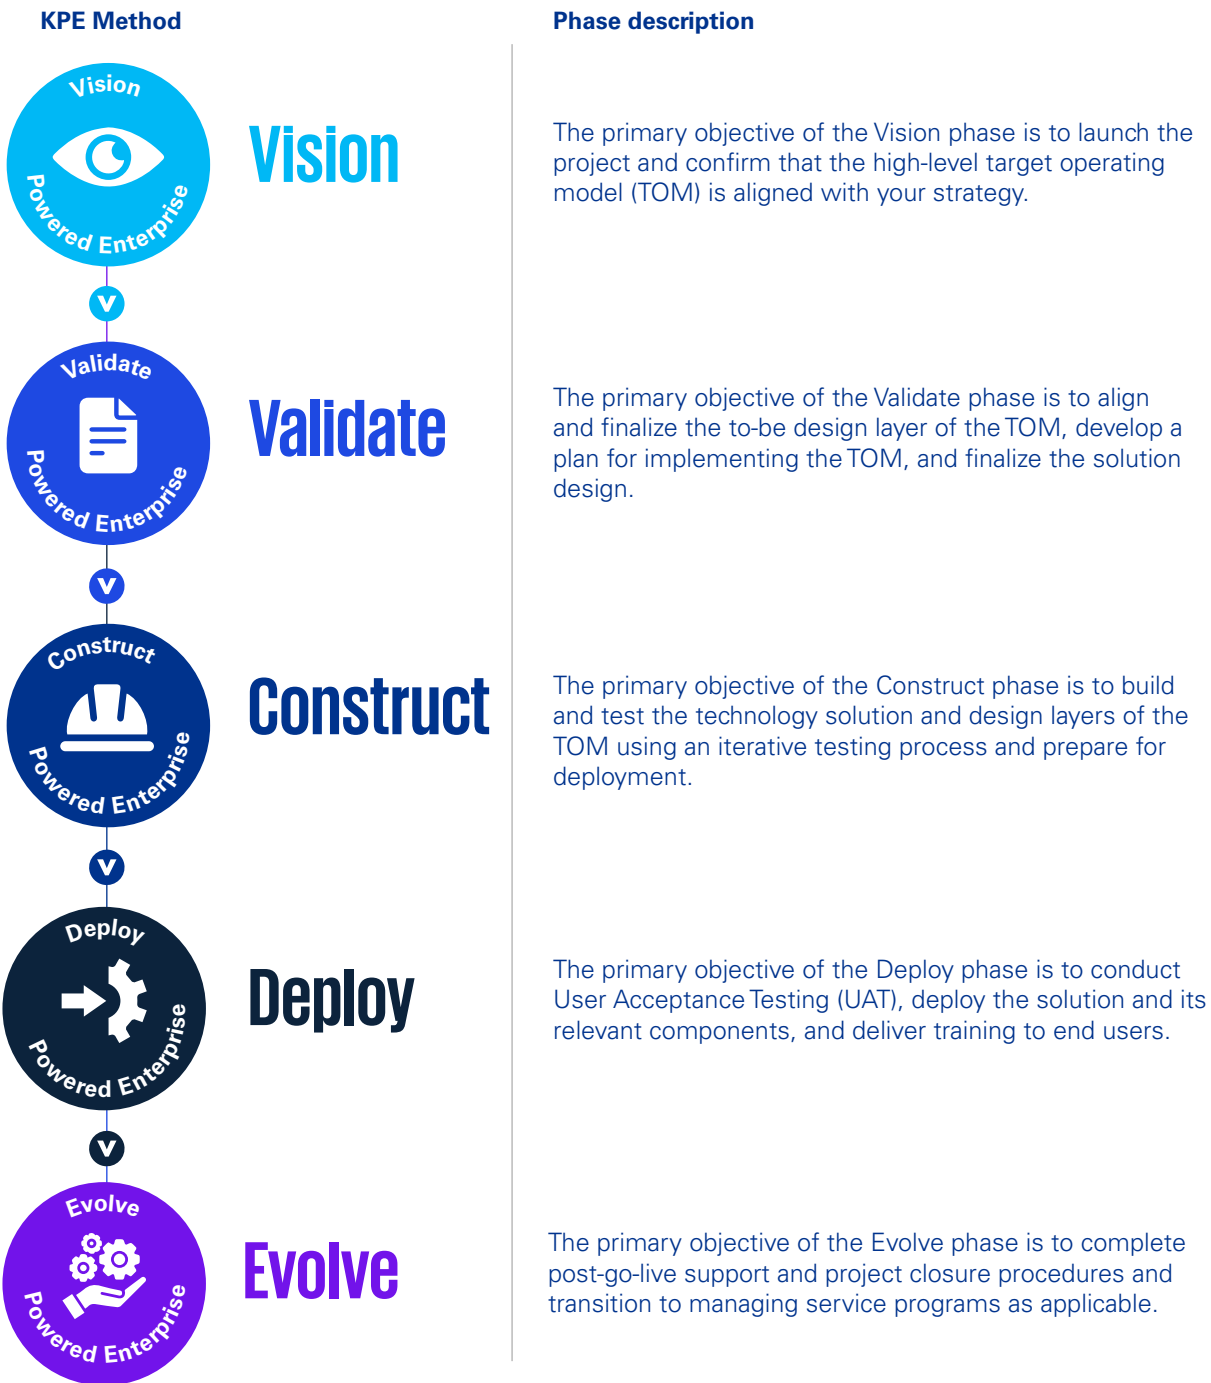 KPE Method
Phase description
Vision
Powered Enterprise
Vision
The primary objective of the Vision phase is to launch the
project and confirm that the high-level target operating
model (TOM) is aligned with your strategy.
V
Validate
Powered Enterprise
Validate
The primary objective of the Validate phase is to align
and finalize the to-be design layer of the TOM, develop a
plan for implementing the TOM, and finalize the solution
design.
V
Construct
Powered Enterprise
Construct
The primary objective of the Construct phase is to build
and test the technology solution and design layers of the
TOM using an iterative testing process and prepare for
deployment.
V
Deploy
Powered Enterprise
Deploy
The primary objective of the Deploy phase is to conduct
User Acceptance Testing (UAT), deploy the solution and its
relevant components, and deliver training to end users.
V
Evolve
Powered Enterprise
Evolve
The primary objective of the Evolve phase is to complete
post-go-live support and project closure procedures and
transition to managing service programs as applicable.